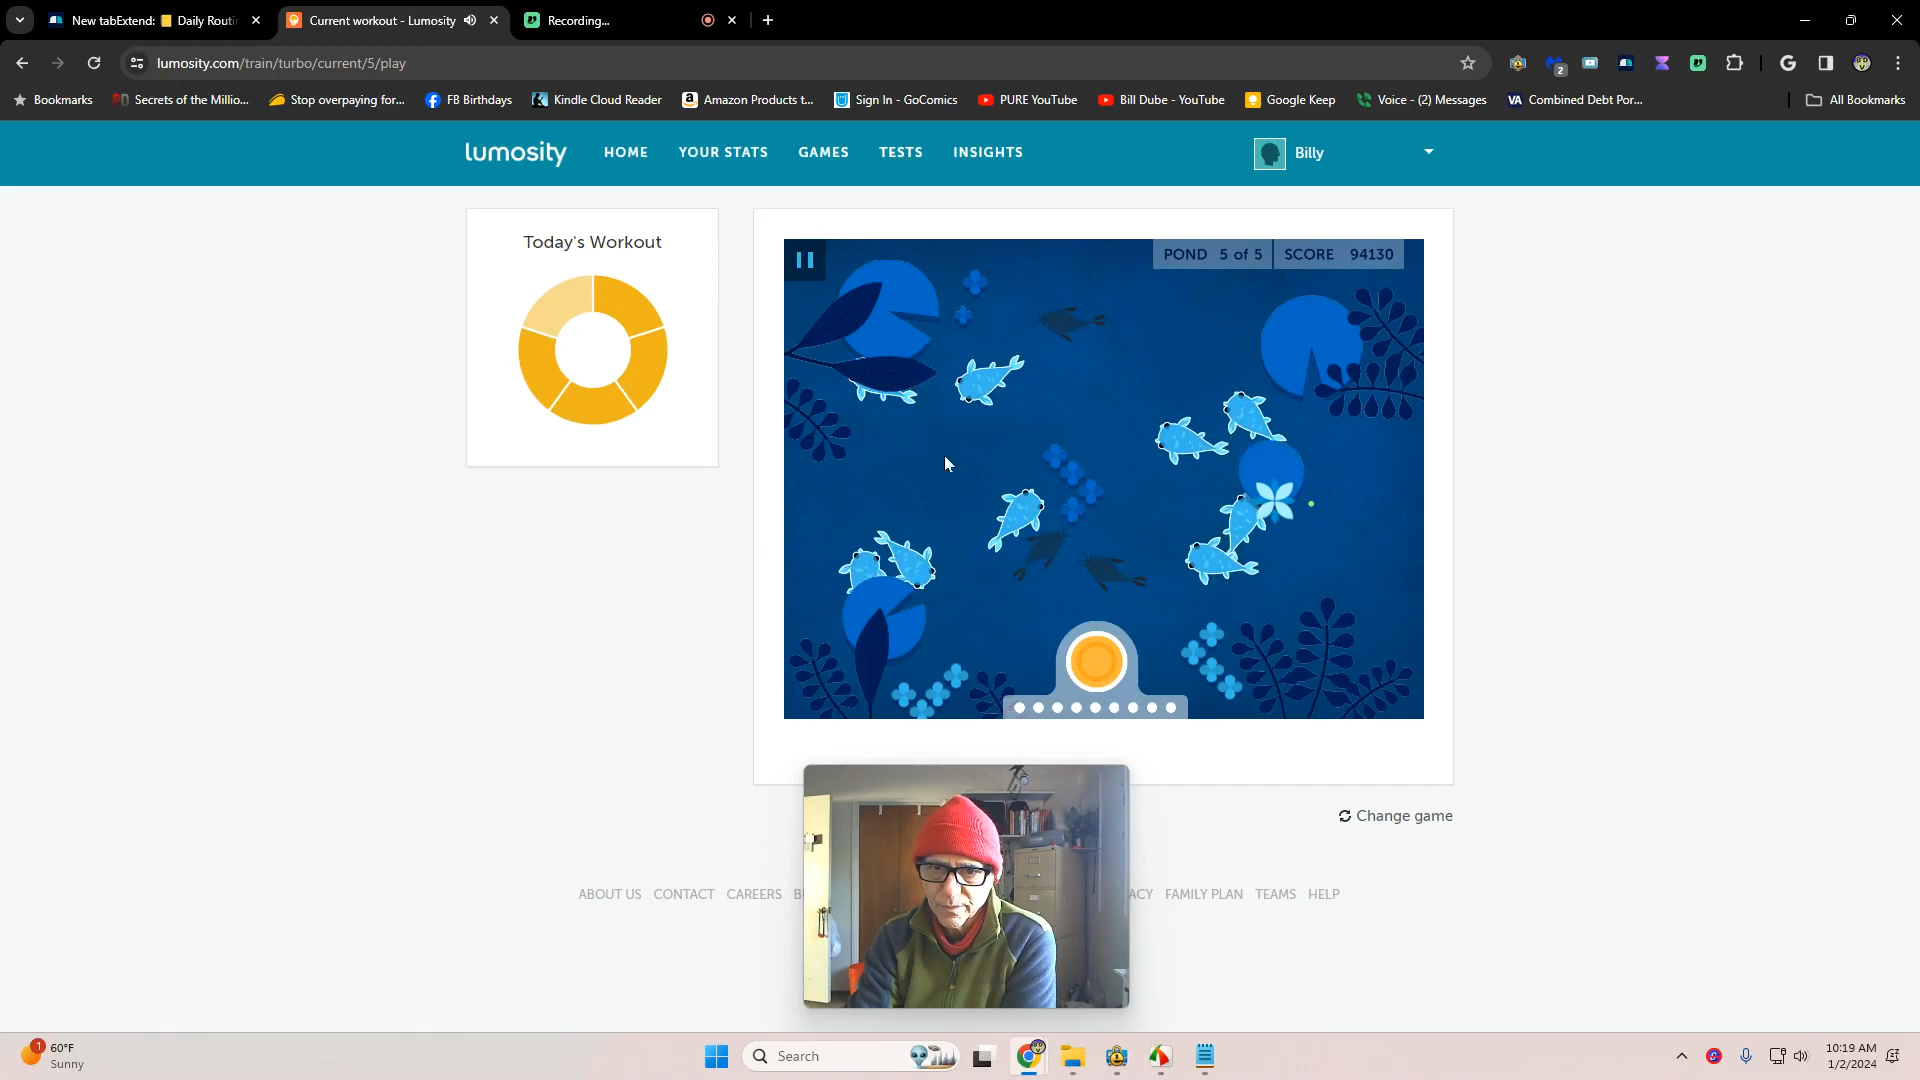 New tabExtend: Daily Routi
Current workout - Lumosity
Recording...
lumosity.com/train/turbo/current/5/play
2
Bookmarks
Secrets of the Millio...
Stop overpaying for...
FB Birthdays
Kindle Cloud Reader
Amazon Products t...
Sign In - GoComics
PURE YouTube
Bill Dube - YouTube
Google Keep
Voice - (2) Messages
VA Combined Debt Por...
All Bookmarks
lumosity
HOME
YOUR STATS
GAMES
TESTS
INSIGHTS
Billy
Today's Workout
POND 5 of 5
SCORE 94130
Change game
ABOUT US
CONTACT
CAREERS
ACY
FAMILY PLAN
TEAMS
HELP
1
60°F
Sunny
Search
10:19 AM
1/2/2024